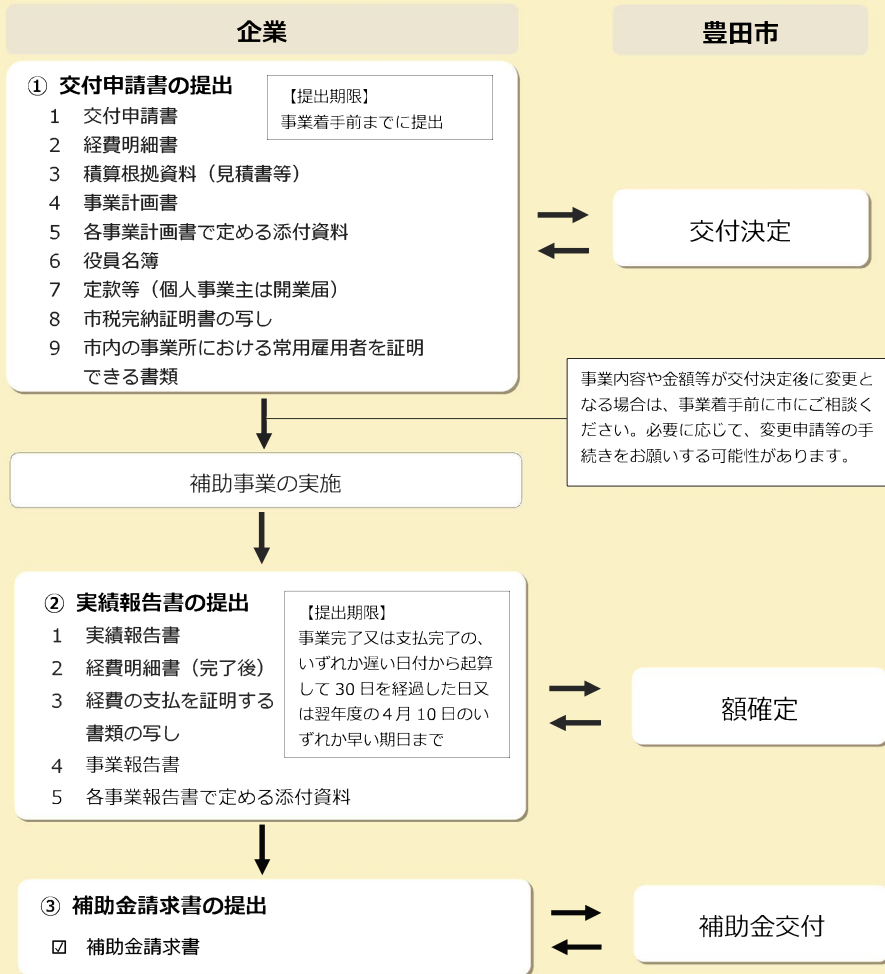 企業
豊田市
① 交付申請書の提出
【提出期限】
事業着手前までに提出
1 交付申請書
2 経費明細書
3 積算根拠資料（見積書等）
4 事業計画書
5 各事業計画書で定める添付資料
6 役員名簿
7 定款等（個人事業主は開業届）
8 市税完納証明書の写し
9 市内の事業所における常用雇用者を証明
できる書類
交付決定
事業内容や金額等が交付決定後に変更と
なる場合は、事業着手前に市にご相談く
ださい。必要に応じて、変更申請等の手
続きをお願いする可能性があります。
補助事業の実施
② 実績報告書の提出
1 実績報告書
2 経費明細書（完了後）
3 経費の支払を証明する
書類の写し
4 事業報告書
5 各事業報告書で定める添付資料
【提出期限】
事業完了又は支払完了の、
いずれか遅い日付から起算
して 30 日を経過した日又
は翌年度の４月 10 日のい
ずれか早い期日まで
額確定
③ 補助金請求書の提出
☑ 補助金請求書
補助金交付